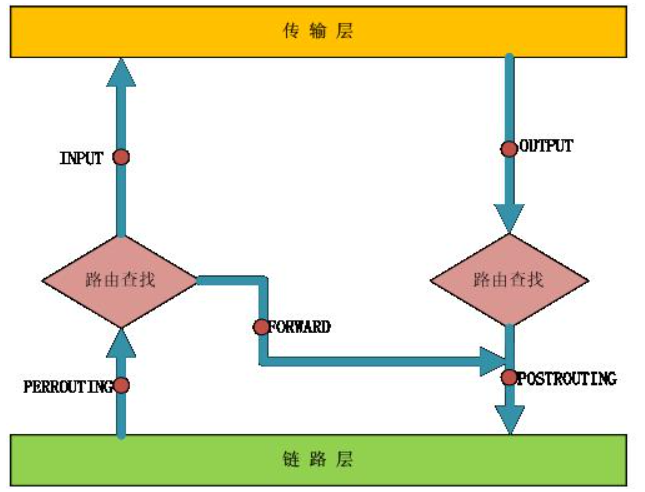 传 输 层
INPUT
OUTPUT
路由查找
路由查找
FORWARD
PERROUTING
POSTROUTING
链 路 层